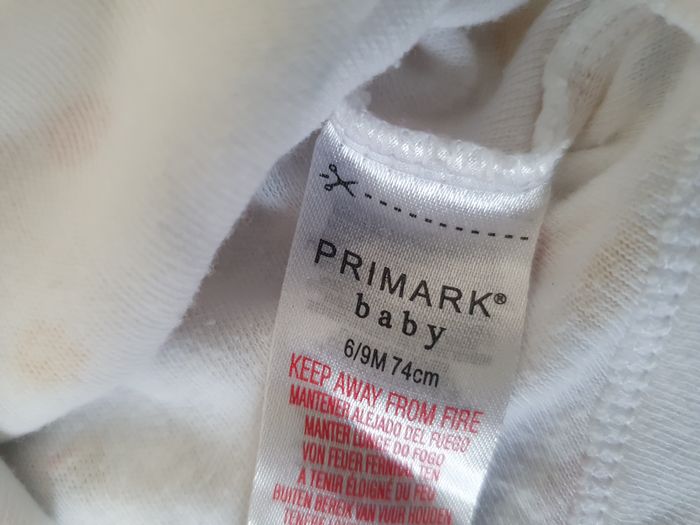 PRIMARK®
baby
6/9M 74cm
KEEP AWAY FROM FIRE
MANTENER ALEJADO DEL FUEGO
MANTER LONGE DO FOGO
VON FEUER FERNHALTEN
À TENIR ÉLOIGNÉ DU FEU
BUITEN BEREIK VAN VUUR HOUDEN